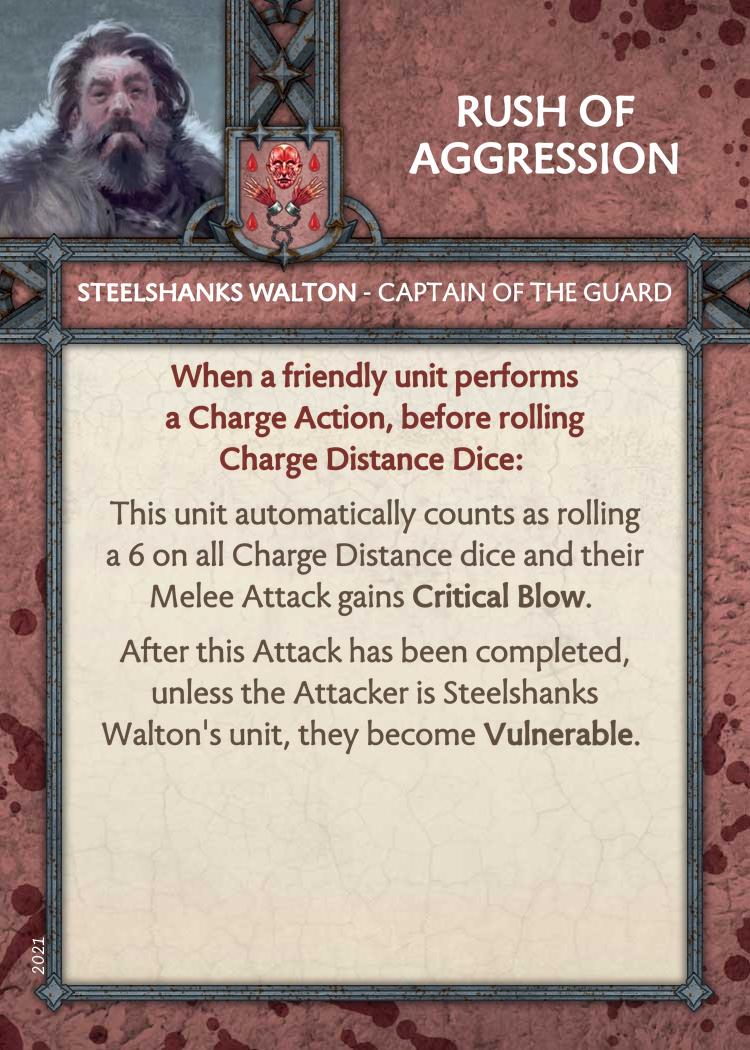 RUSH OF
AGGRESSION
STEELSHANKS WALTON - CAPTAIN OF THE GUARD
When a friendly unit performs
a Charge Action, before rolling
Charge Distance Dice:
This unit automatically counts as rolling
a 6 on all Charge Distance dice and their
Melee Attack gains Critical Blow.
After this Attack has been completed,
unless the Attacker is Steelshanks
Walton's unit, they become Vulnerable.
2021